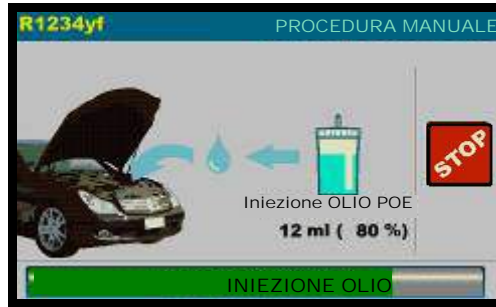 R1234yf
PROCEDURA MANUALE
STOP
Iniezione OLIO POE
12 ml ( 80 %)
INIEZIONE OLIO